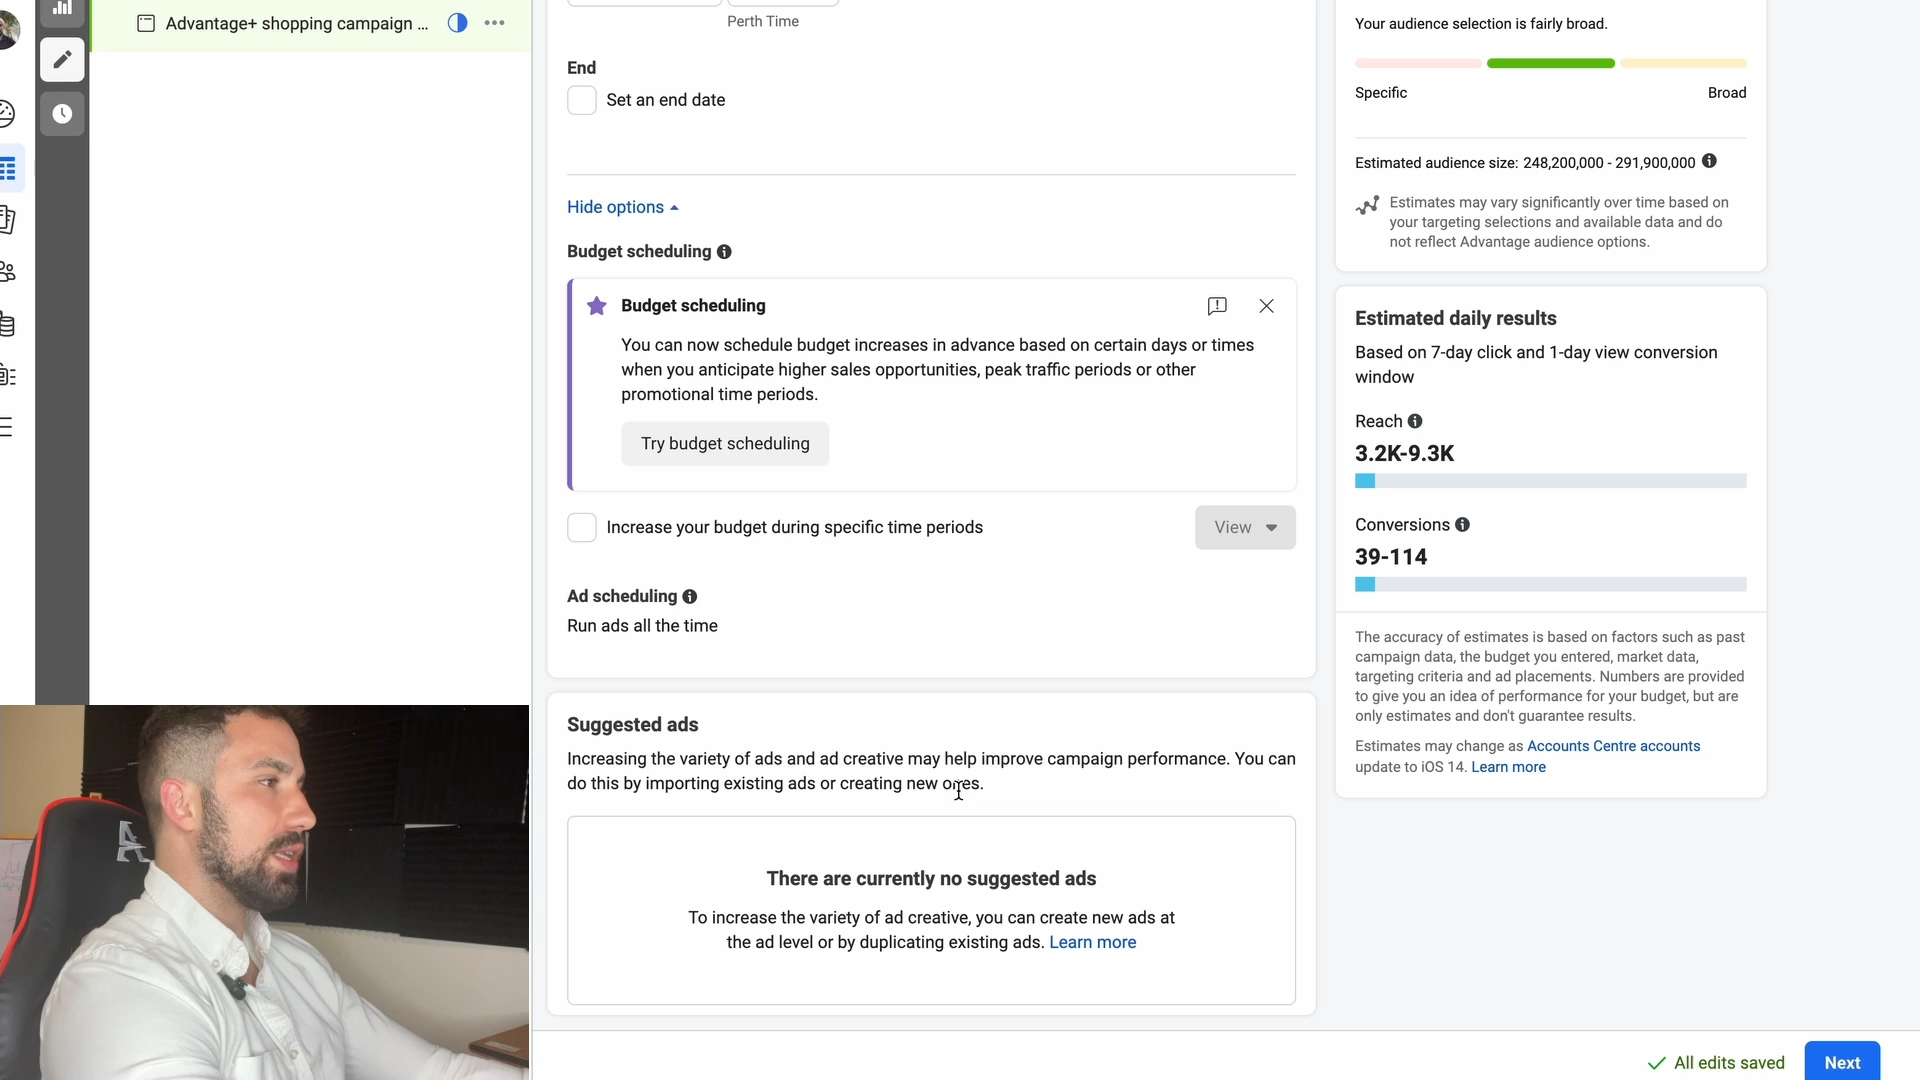 Advantage+ shopping campaign ...
Perth Time
End
Set an end date
Hide options
Budget scheduling
Budget scheduling
You can now schedule budget increases in advance based on certain days or times
when you anticipate higher sales opportunities, peak traffic periods or other
promotional time periods.
Try budget scheduling
Increase your budget during specific time periods
View
Ad scheduling
Run ads all the time
Suggested ads
Increasing the variety of ads and ad creative may help improve campaign performance. You can
do this by importing existing ads or creating new ones.
There are currently no suggested ads
To increase the variety of ad creative, you can create new ads at
the ad level or by duplicating existing ads. Learn more
Your audience selection is fairly broad.
Specific
Broad
Estimated audience size: 248,200,000 - 291,900,000
Estimates may vary significantly over time based on
your targeting selections and available data and do
not reflect Advantage audience options.
Estimated daily results
Based on 7-day click and 1-day view conversion
window
Reach
3.2K-9.3K
Conversions
39-114
The accuracy of estimates is based on factors such as past
campaign data, the budget you entered, market data,
targeting criteria and ad placements. Numbers are provided
to give you an idea of performance for your budget, but are
only estimates and don't guarantee results.
Estimates may change as Accounts Centre accounts
update to iOS 14. Learn more
All edits saved
Next